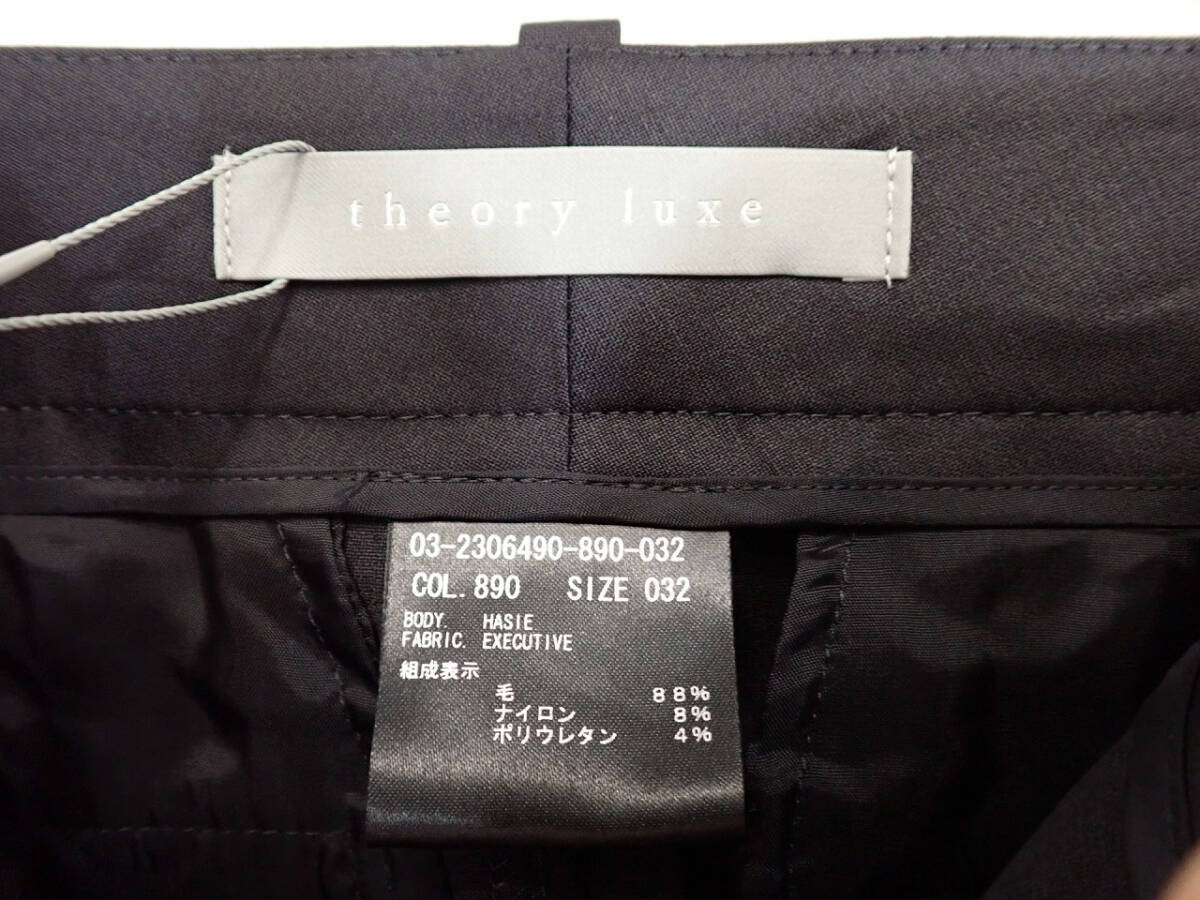 theory luxe
03-2306490-890-032
COL. 890 SIZE 032
BODY. HASIE
FABRIC. EXECUTIVE
組成表示
毛 88%
ナイロン 8%
ポリウレタン 4%